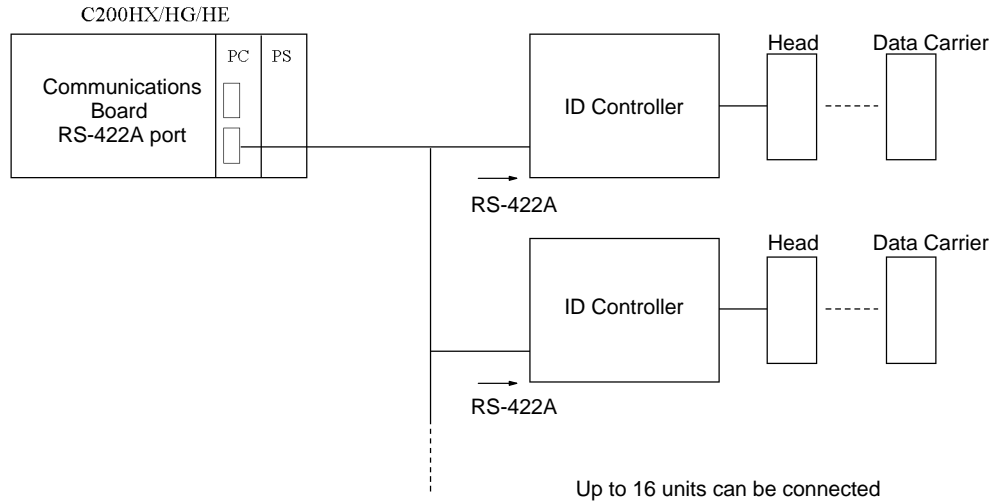 C200HX/HG/HE
PC
PS
Communications
Board
RS-422A port
ID Controller
Head
Data Carrier
RS-422A
ID Controller
Head
Data Carrier
RS-422A
Up to 16 units can be connected